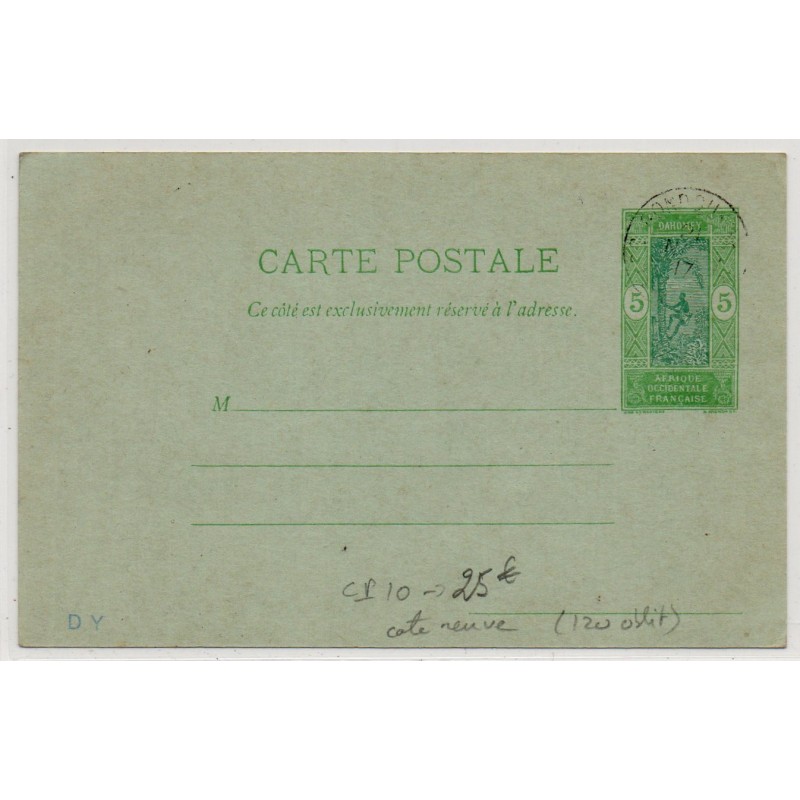 DAHOMEY
5 5
AFRIQUE
OCCIDENTALE
FRANÇAISE
CARTE POSTALE
Ce côté est exclusivement réservé à l'adresse.
M
CP 10 → 25 €
cote neuve (120 oblit)
D Y